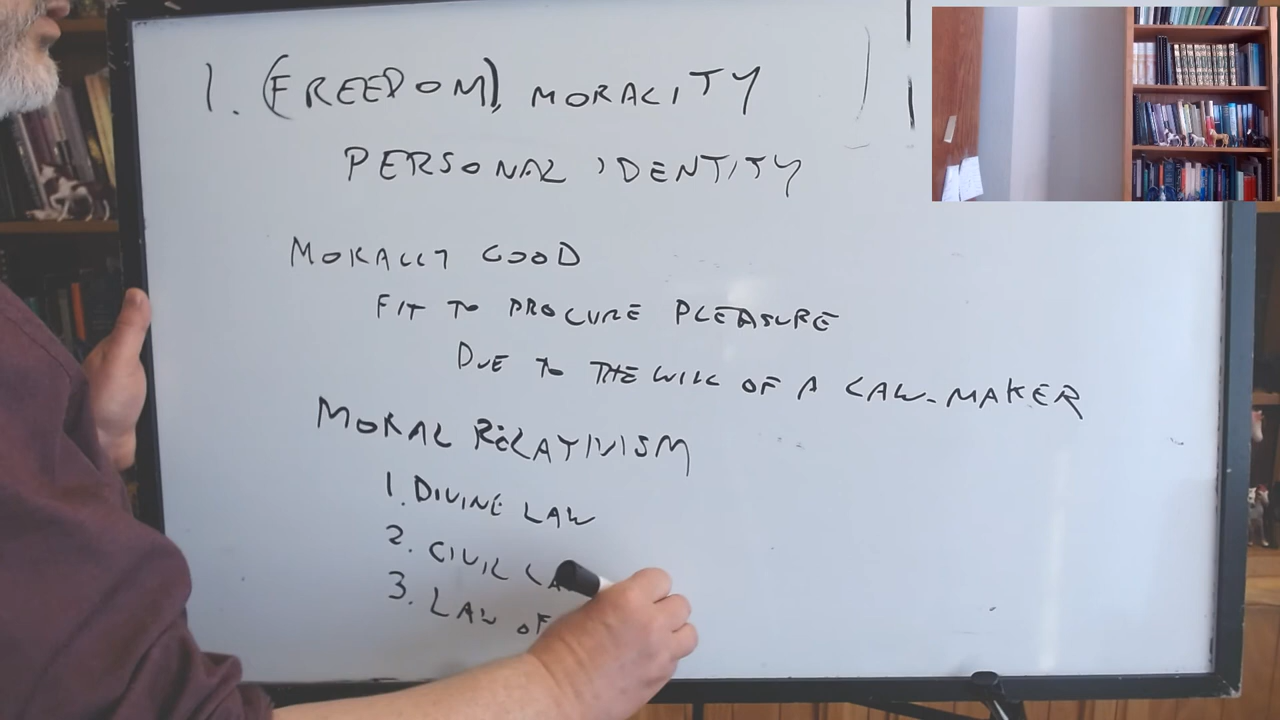 1. (FREEDOM), MORALITY
PERSONAL IDENTITY
MORALLY GOOD
FIT TO PROCURE PLEASURE
DUE TO THE WILL OF A LAW-MAKER
MORAL RELATIVISM
1. DIVINE LAW
2. CIVIL
3. LAW OF